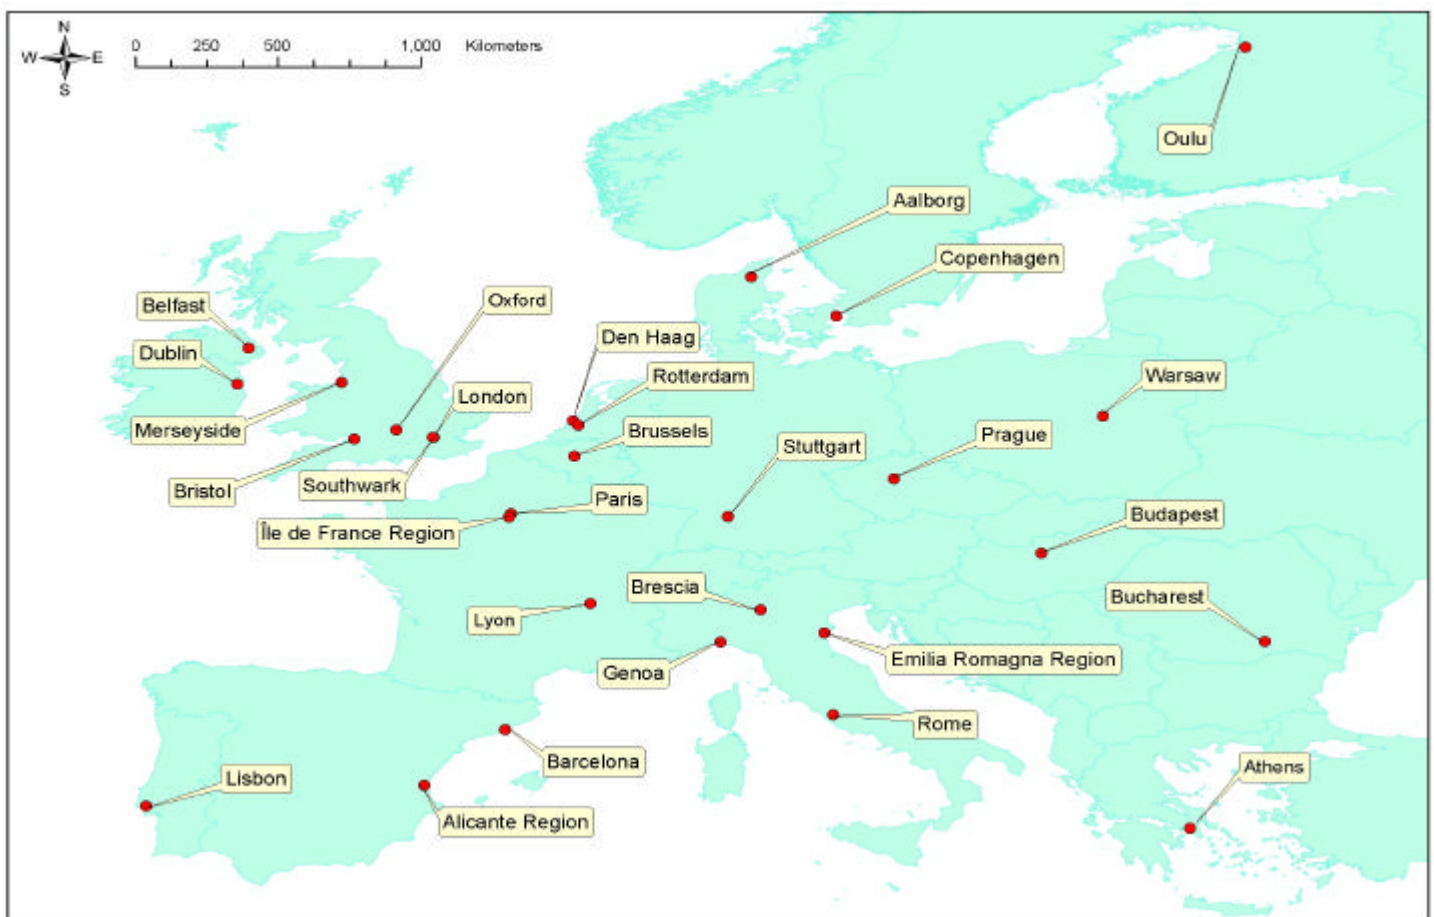 N
W E
S
0 250 500 1,000 Kilometers
Oulu
Aalborg
Copenhagen
Belfast
Oxford
Den Haag
Dublin
Rotterdam
Warsaw
London
Merseyside
Brussels
Prague
Stuttgart
Southwark
Bristol
Paris
Budapest
Île de France Region
Brescia
Bucharest
Lyon
Emilia Romagna Region
Genoa
Rome
Barcelona
Athens
Lisbon
Alicante Region